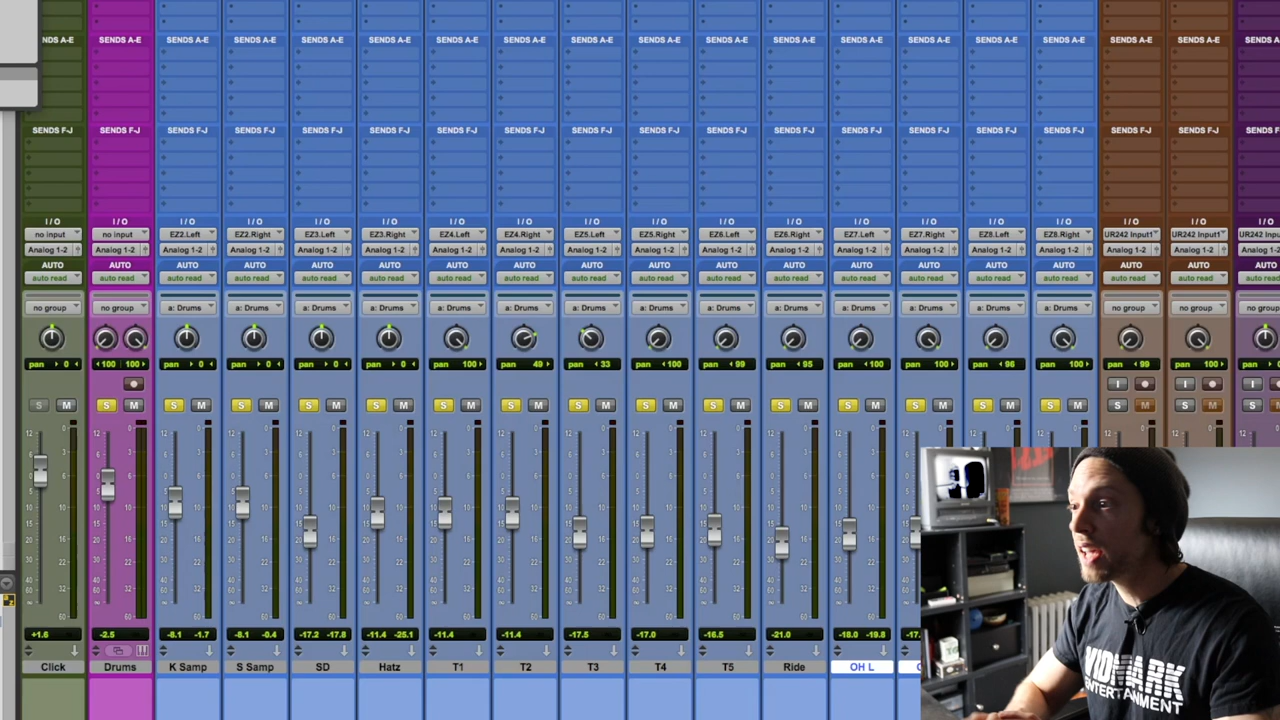 NDS A-E SENDS A-E SENDS A-E SENDS A-E SENDS A-E SENDS A-E SENDS A-E SENDS A-E SENDS A-E SENDS A-E SENDS A-E SENDS A-E SENDS A-E SENDS A-E SENDS A-E SENDS A-E SENDS A-E SENDS A-E SENDS A
SENDS F-J SENDS F-J SENDS F-J SENDS F-J SENDS F-J SENDS F-J SENDS F-J SENDS F-J SENDS F-J SENDS F-J SENDS F-J SENDS F-J SENDS F-J SENDS F-J SENDS F-J SENDS F-J SENDS F-J SENDS F-J SENDS F
I / O I / O I / O I / O I / O I / O I / O I / O I / O I / O I / O I / O I / O I / O I / O I / O I / O I / O I / O
no input no input EZ2.Left EZ2.Right EZ3.Left EZ3.Right EZ4.Left EZ4.Right EZ5.Left EZ5.Right EZ6.Left EZ6.Right EZ7.Left EZ7.Right EZ8.Left EZ8.Right UR242 Input1 UR242 Input1 UR242 Inp
Analog 1-2 Analog 1-2 Analog 1-2 Analog 1-2 Analog 1-2 Analog 1-2 Analog 1-2 Analog 1-2 Analog 1-2 Analog 1-2 Analog 1-2 Analog 1-2 Analog 1-2 Analog 1-2 Analog 1-2 Analog 1-2 Analog 1-2 Analog 1-2 Analog 1-
AUTO AUTO AUTO AUTO AUTO AUTO AUTO AUTO AUTO AUTO AUTO AUTO AUTO AUTO AUTO AUTO AUTO AUTO AUTO
auto read auto read auto read auto read auto read auto read auto read auto read auto read auto read auto read auto read auto read auto read auto read auto read auto read auto read auto rea
no group no group a: Drums a: Drums a: Drums a: Drums a: Drums a: Drums a: Drums a: Drums a: Drums a: Drums a: Drums a: Drums a: Drums a: Drums no group no group no grou
pan 0 100 100 pan 0 pan 0 pan 0 pan 0 pan 100 pan 49 pan 33 pan 100 pan 99 pan 95 pan 100 pan 100 pan 96 pan 100 pan 99 pan 100 pan
I I I
S M S M S M S M S M S M S M S M S M S M S M S M S M S M S M S M S M S M S
+1.6 -2.5 -8.1 -1.7 -8.1 -0.4 -17.2 -17.8 -11.4 -25.1 -11.4 -11.4 -17.5 -17.0 -16.5 -21.0 -18.0 -19.8 -17.
Click Drums K Samp S Samp SD Hatz T1 T2 T3 T4 T5 Ride OH L
VIDMARK
ENTERTAINMENT